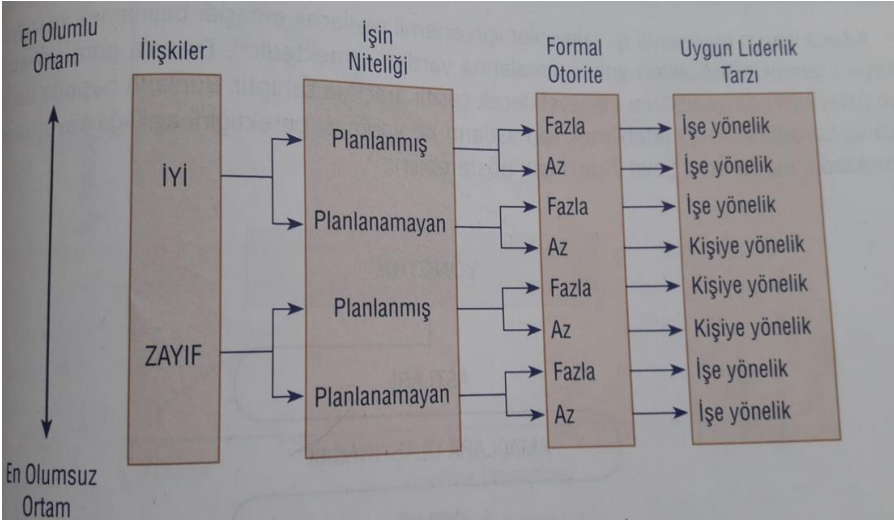 En Olumlu
Ortam
İlişkiler
İşin
Niteliği
Formal
Otorite
Uygun Liderlik
Tarzı
İYİ
Planlanmış
Fazla
İşe yönelik
Az
İşe yönelik
Planlanamayan
Fazla
İşe yönelik
Az
Kişiye yönelik
ZAYIF
Planlanmış
Fazla
Kişiye yönelik
Az
Kişiye yönelik
Planlanamayan
Fazla
İşe yönelik
Az
İşe yönelik
En Olumsuz
Ortam